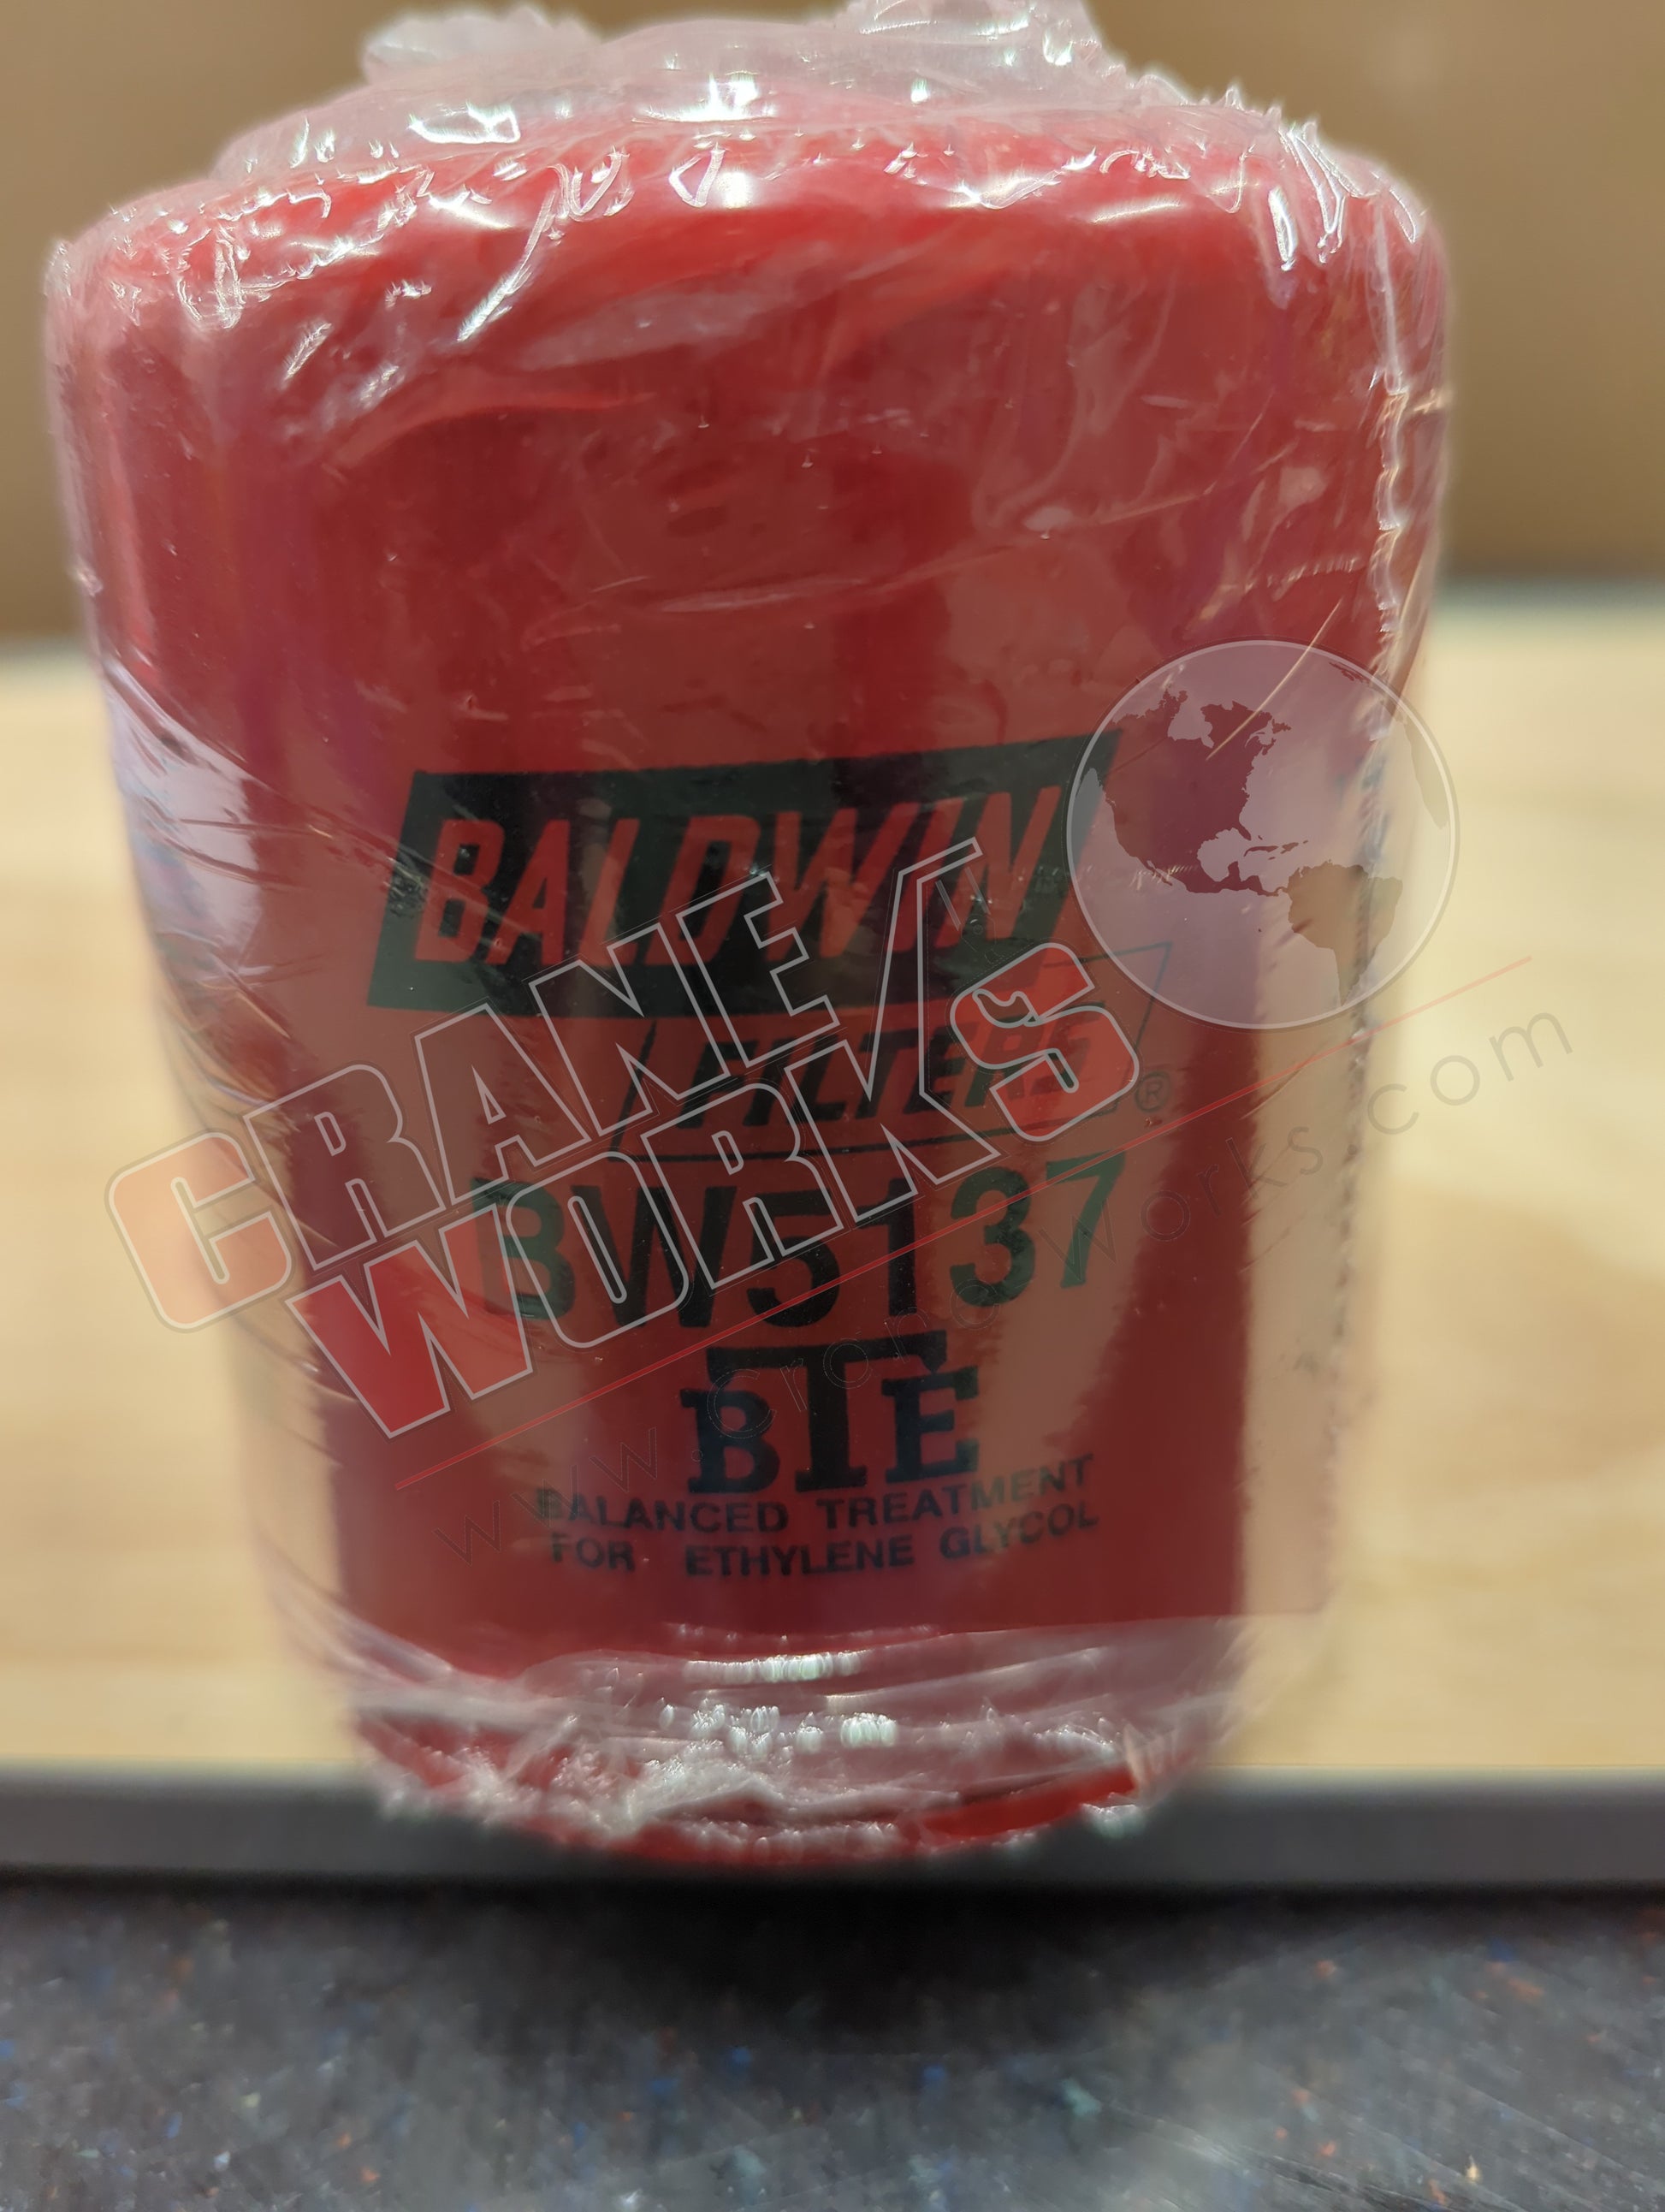 BALDWIN
FILTERS®
BW5137
BTE
BALANCED TREATMENT
FOR ETHYLENE GLYCOL
CRANE/S
WORKS
www.craneworks.com